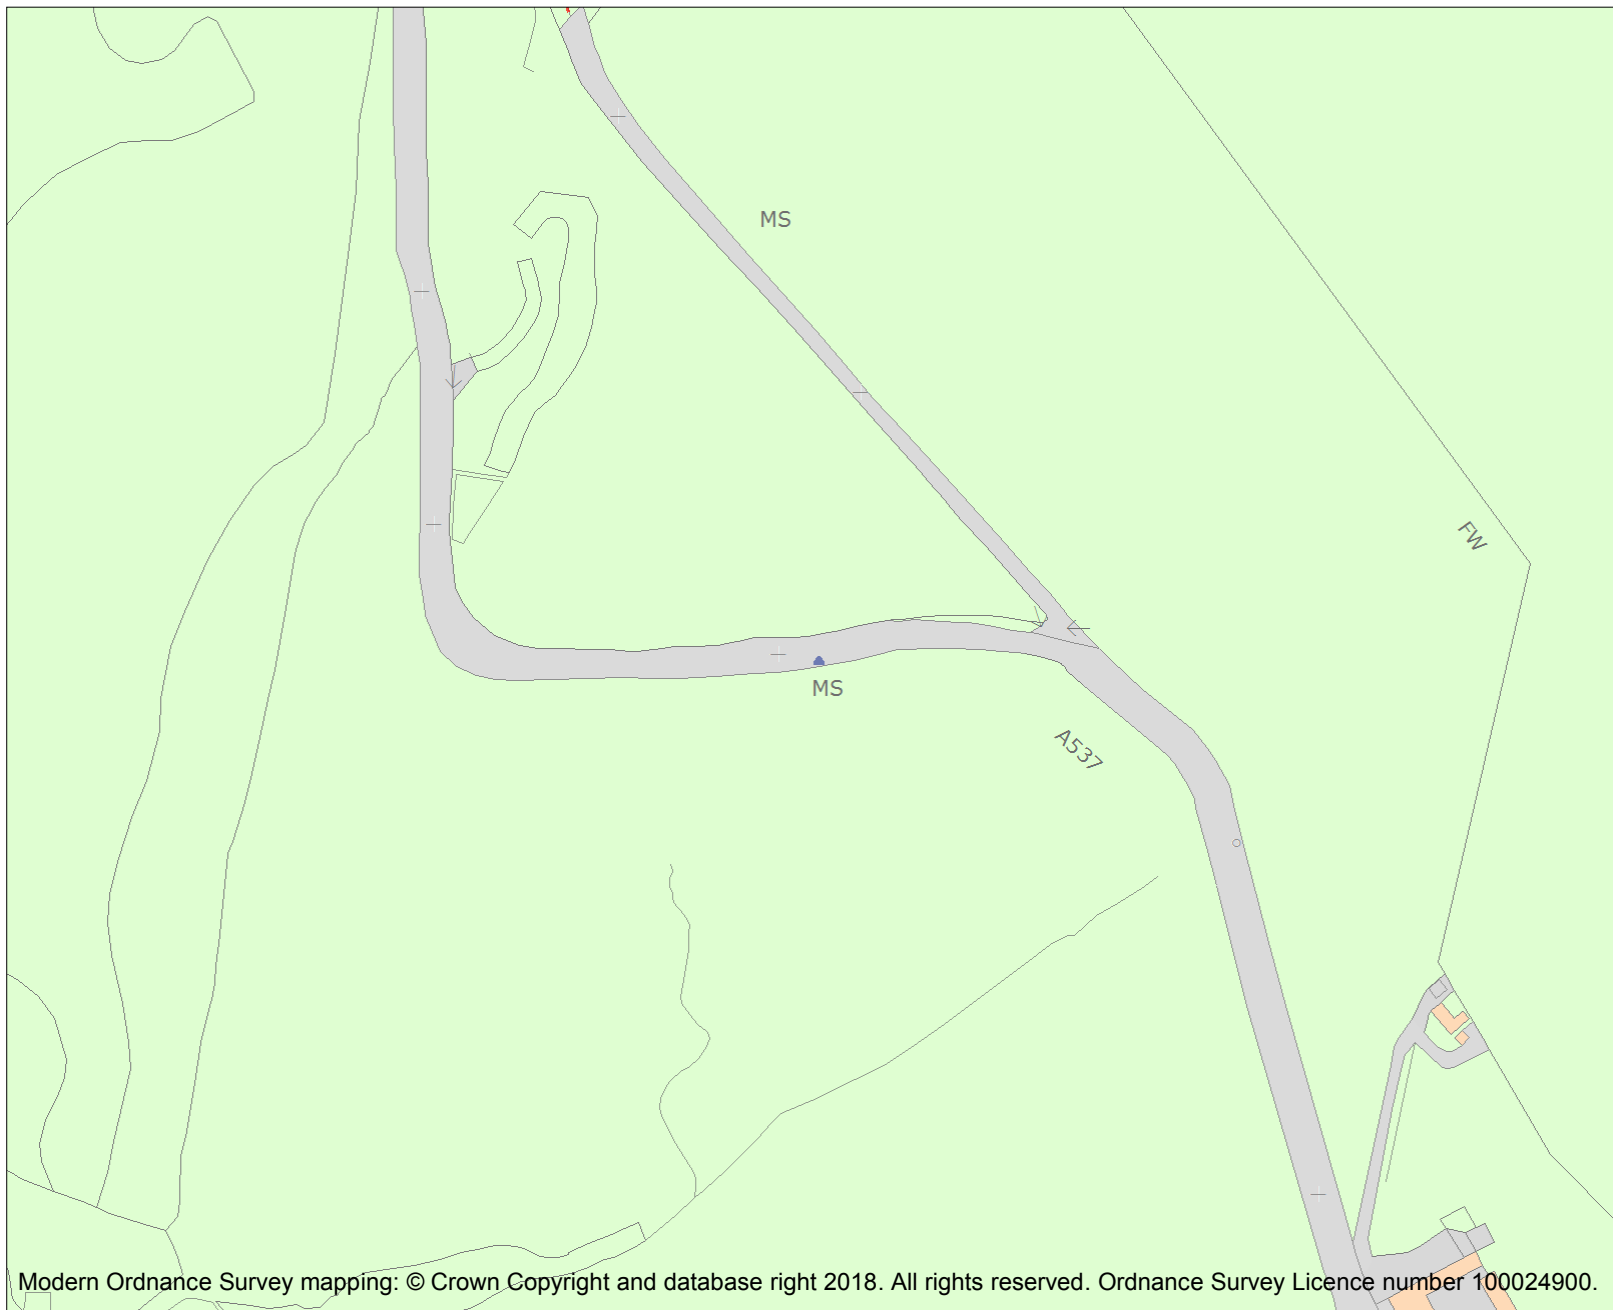 MS
FW
MS
A537
Modern Ordnance Survey mapping: © Crown Copyright and database right 2018. All rights reserved. Ordnance Survey Licence number 100024900.